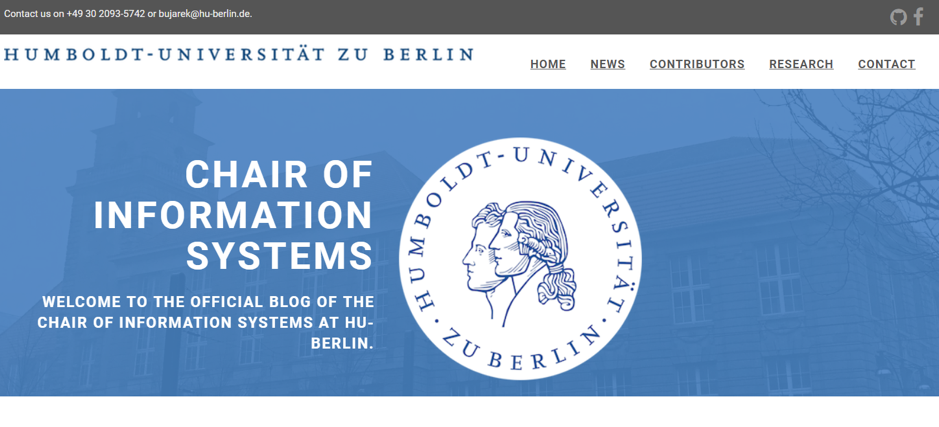 Contact us on +49 30 2093-5742 or bujarek@hu-berlin.de.
HUMBOLDT-UNIVERSITÄT ZU BERLIN
HOME NEWS CONTRIBUTORS RESEARCH CONTACT
CHAIR OF
INFORMATION
SYSTEMS
WELCOME TO THE OFFICIAL BLOG OF THE
CHAIR OF INFORMATION SYSTEMS AT HU-
BERLIN.
HUMBOLDT-UNIVERSITÄT
· ZU BERLIN ·